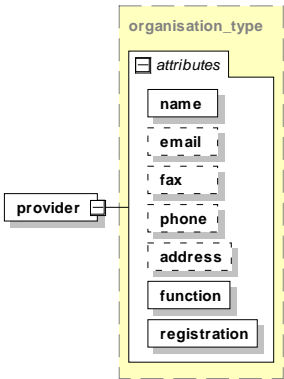 organisation_type
attributes
name
email
fax
phone
provider
address
function
registration